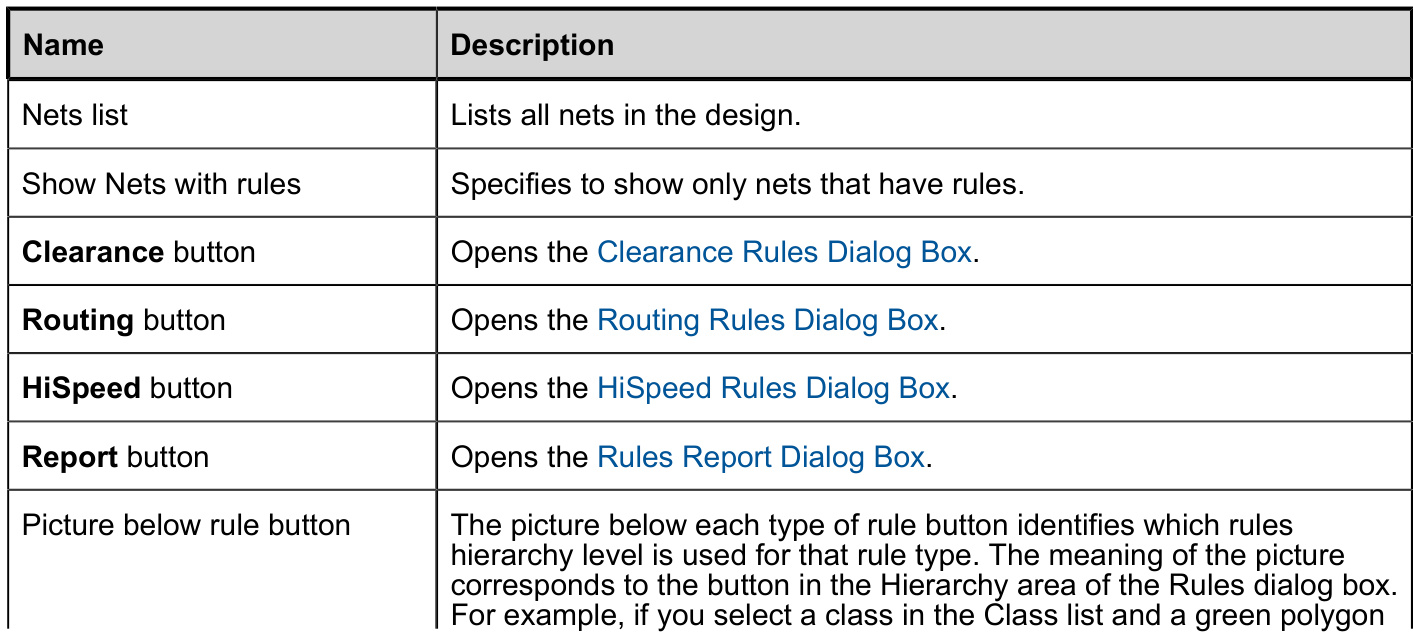 Name Description
Nets list Lists all nets in the design.
Show Nets with rules Specifies to show only nets that have rules.
Clearance button Opens the Clearance Rules Dialog Box.
Routing button Opens the Routing Rules Dialog Box.
HiSpeed button Opens the HiSpeed Rules Dialog Box.
Report button Opens the Rules Report Dialog Box.
Picture below rule button The picture below each type of rule button identifies which rules
hierarchy level is used for that rule type. The meaning of the picture
corresponds to the button in the Hierarchy area of the Rules dialog box.
For example, if you select a class in the Class list and a green polygon